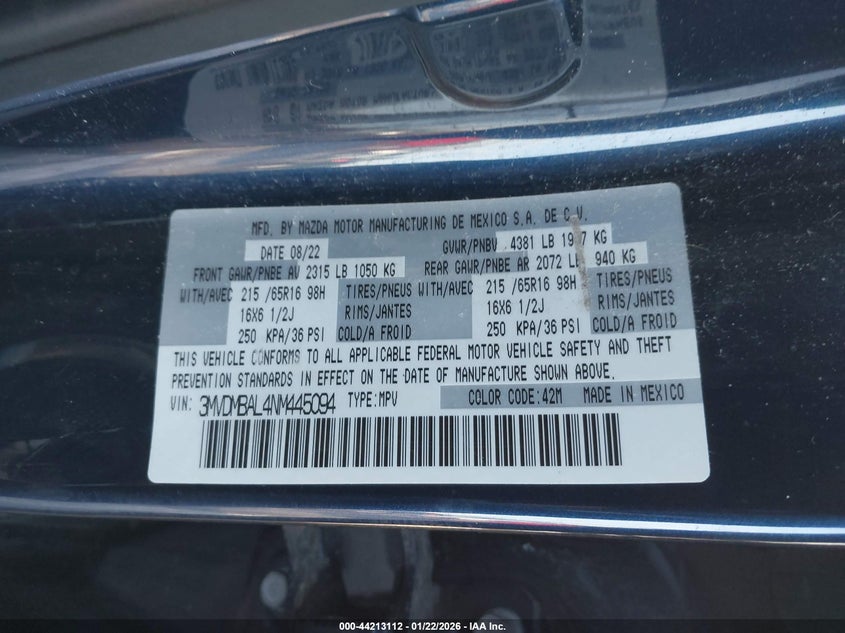 MFD. BY MAZDA MOTOR MANUFACTURING DE MEXICO S.A. DE C.V.
DATE 08/22 GVWR/PNBV 4381 LB KG
FRONT GAWR/PNBE AV 2315 LB 1050 KG REAR GAWR/PNBE AR 2072 LB 940 KG
WITH/AVEC 215 /65R16 98H TIRES/PNEUS WITH/AVEC 215 /65R16 98H TIRES/PNEUS
16X6 1/2J RIMS/JANTES 16X6 1/2J RIMS/JANTES
250 KPA/36 PSI COLD/A FROID 250 KPA/36 PSI COLD/A FROID
THIS VEHICLE CONFORMS TO ALL APPLICABLE FEDERAL MOTOR VEHICLE SAFETY AND THEFT
PREVENTION STANDARDS IN EFFECT ON THE DATE OF MANUFACTURE SHOWN ABOVE.
VIN: 3MVDMBAL4NM445094 TYPE:MPV COLOR CODE:42M MADE IN MEXICO
000-44213112 - 01/22/2026 - IAA Inc.